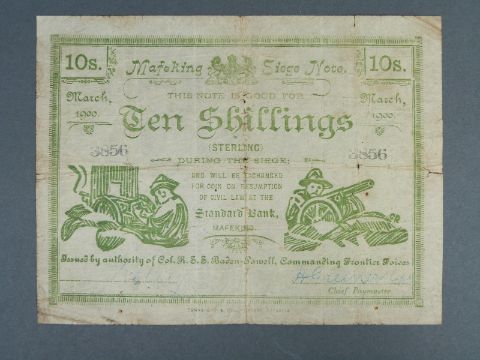 10s. Mafeking Siege Note. 10s.
March, 1900. THIS NOTE IS GOOD FOR March, 1900.
Ten Shillings
(STERLING)
3856 DURING THE SIEGE; 3856
AND WILL BE EXCHANGED
FOR COIN ON RESUMPTION
OF CIVIL LAW AT THE
Standard Bank,
MAFEKING.
Issued by authority of Col. R. S. S. Baden-Powell, Commanding Frontier Forces
Chief Paymaster